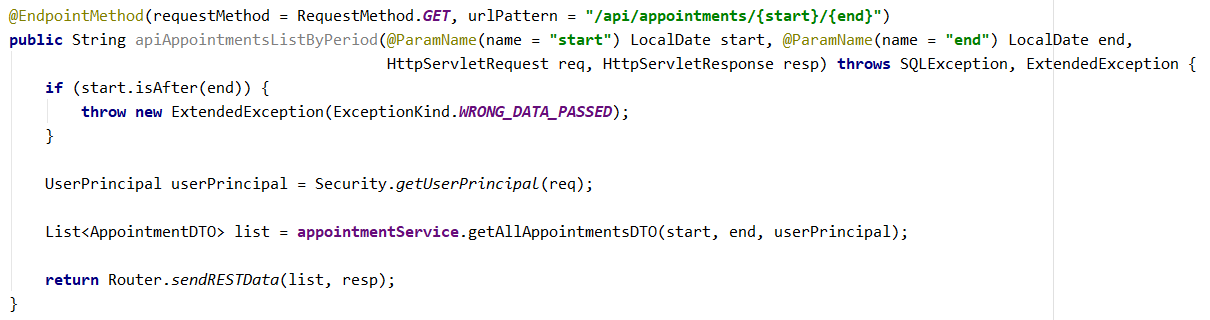 @EndpointMethod(requestMethod = RequestMethod.GET, urlPattern = "/api/appointments/{start}/{end}")
public String apiAppointmentsListByPeriod(@ParamName(name = "start") LocalDate start, @ParamName(name = "end") LocalDate end,
HttpServletRequest req, HttpServletResponse resp) throws SQLException, ExtendedException {
if (start.isAfter(end)) {
throw new ExtendedException(ExceptionKind.WRONG_DATA_PASSED);
}
UserPrincipal userPrincipal = Security.getUserPrincipal(req);
List<AppointmentDTO> list = appointmentService.getAllAppointmentsDTO(start, end, userPrincipal);
return Router.sendRESTData(list, resp);
}